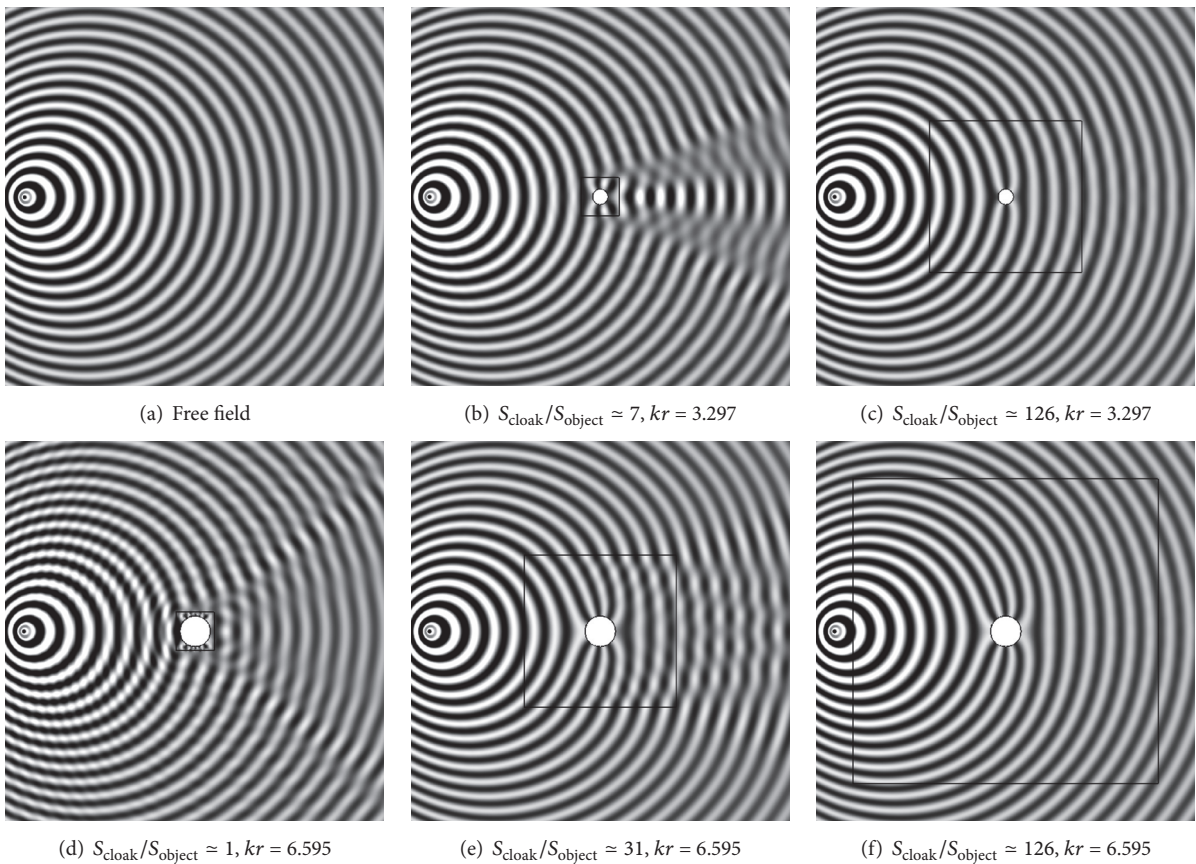 (a) Free field
(b) S_cloak/S_object ≃ 7, kr = 3.297
(c) S_cloak/S_object ≃ 126, kr = 3.297
(d) S_cloak/S_object ≃ 1, kr = 6.595
(e) S_cloak/S_object ≃ 31, kr = 6.595
(f) S_cloak/S_object ≃ 126, kr = 6.595